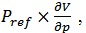 P_ref × ∂V/∂p ,